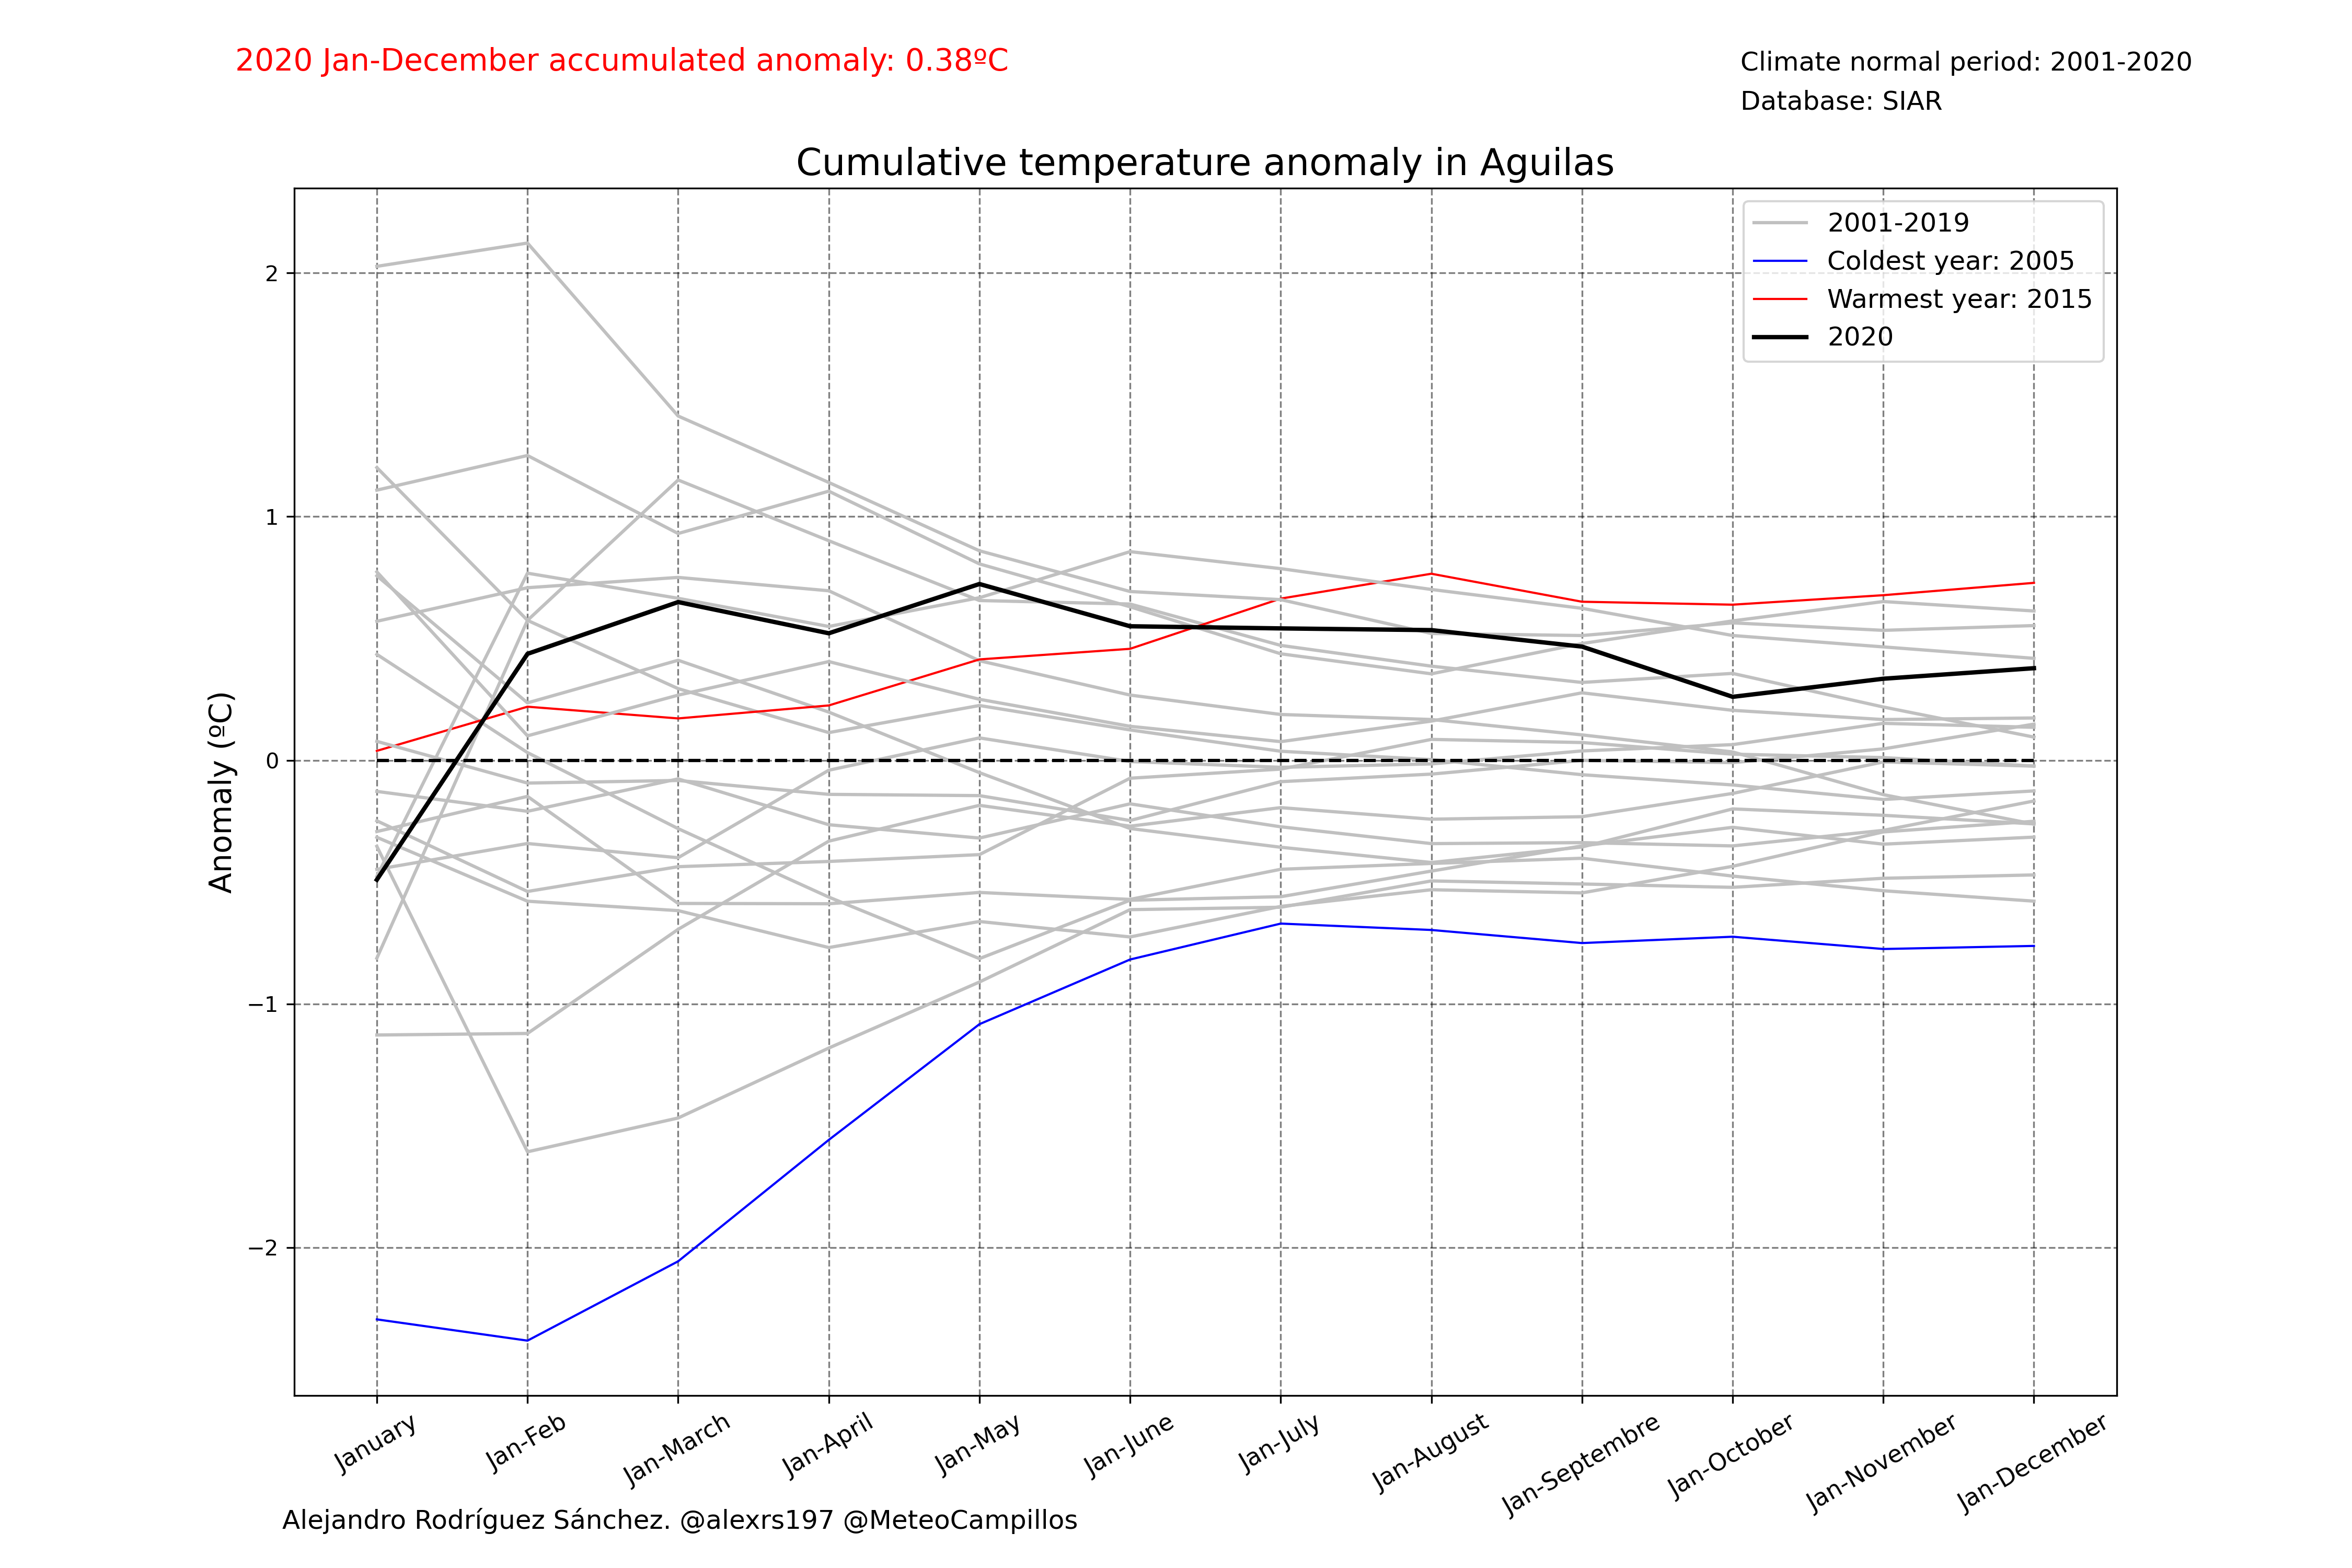 2020 Jan-December accumulated anomaly: 0.38ºC
Climate normal period: 2001-2020
Database: SIAR
Cumulative temperature anomaly in Aguilas
2001-2019
Coldest year: 2005
Warmest year: 2015
2020
Anomaly (ºC)
2
1
0
−1
−2
January
Jan-Feb
Jan-March
Jan-April
Jan-May
Jan-June
Jan-July
Jan-August
Jan-Septembre
Jan-October
Jan-November
Jan-December
Alejandro Rodríguez Sánchez. @alexrs197 @MeteoCampillos